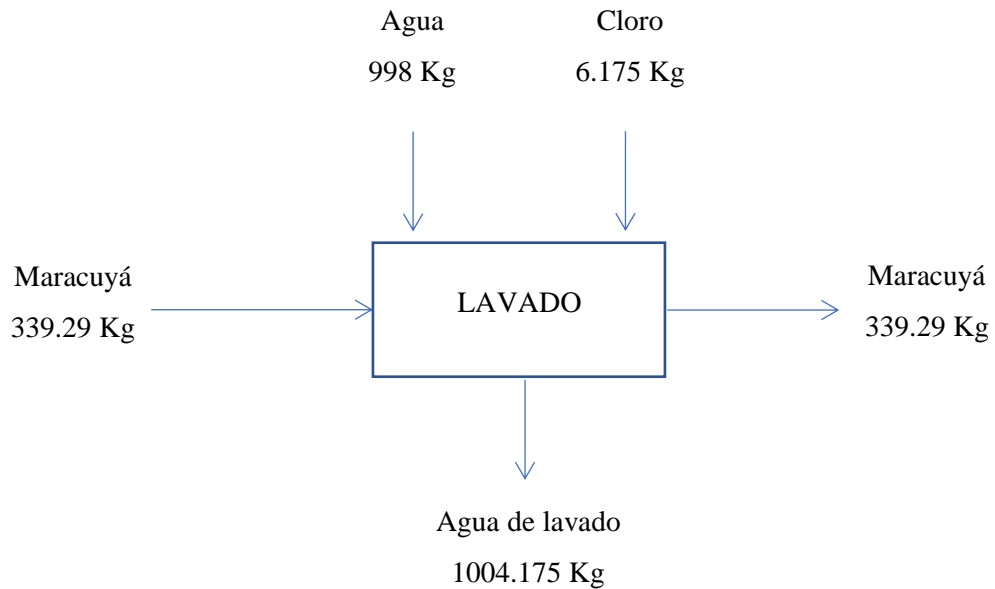 Agua
998 Kg
Cloro
6.175 Kg
Maracuyá
339.29 Kg
LAVADO
Maracuyá
339.29 Kg
Agua de lavado
1004.175 Kg